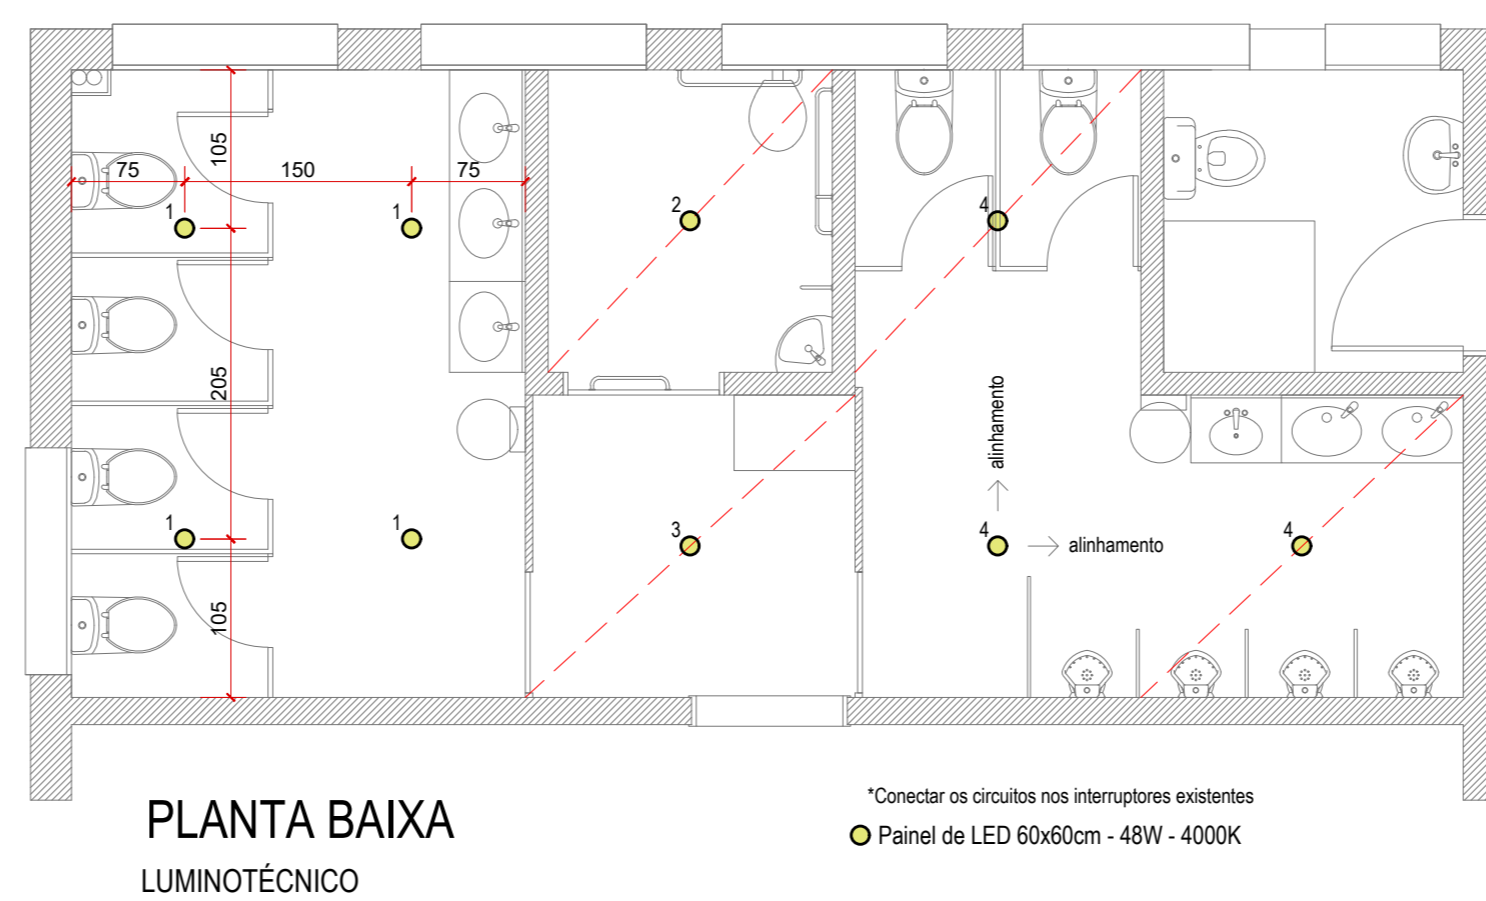 105
75
150
75
1
1
2
4
205
alinhamento
1
1
3
4
alinhamento
4
105
PLANTA BAIXA
LUMINOTÉCNICO
*Conectar os circuitos nos interruptores existentes
Painel de LED 60x60cm - 48W - 4000K